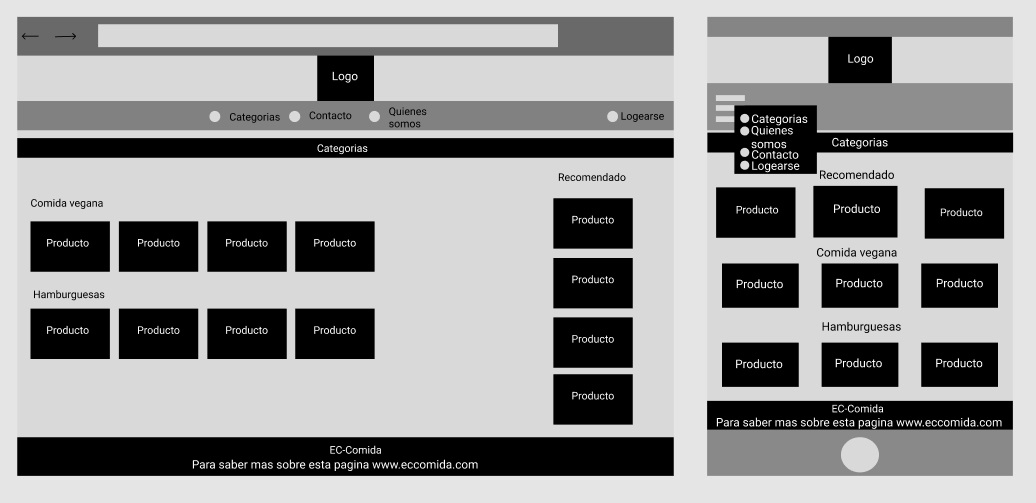 Logo
Categorias
Contacto
Quienes
somos
Logearse
Categorias
Recomendado
Comida vegana
Producto
Producto
Producto
Producto
Hamburguesas
Producto
Producto
Producto
Producto
Producto
Producto
Producto
Producto
EC-Comida
Para saber mas sobre esta pagina www.eccomida.com
Logo
Categorias
Quienes
somos
Contacto
Logearse
Categorias
Recomendado
Producto
Producto
Producto
Comida vegana
Producto
Producto
Producto
Hamburguesas
Producto
Producto
Producto
EC-Comida
Para saber mas sobre esta pagina www.eccomida.com